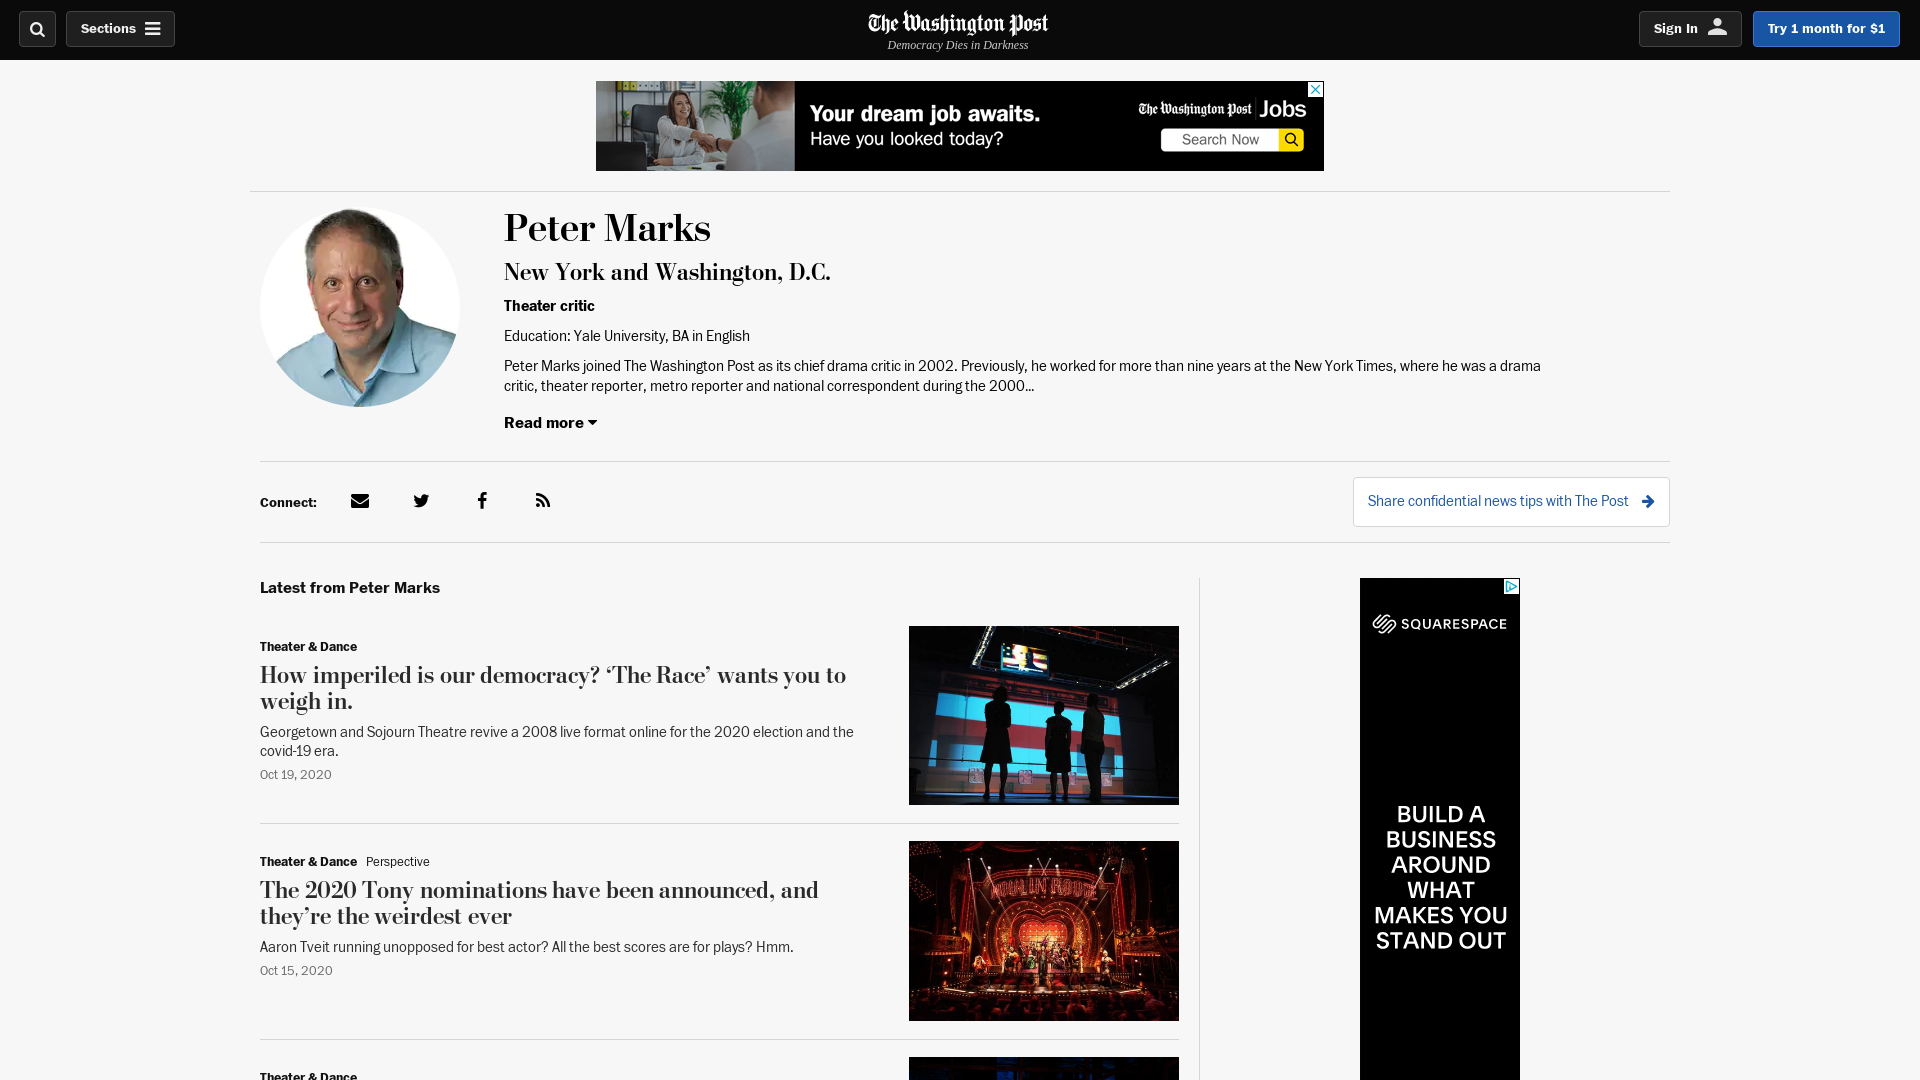 Sections
The Washington Post
Democracy Dies in Darkness
Sign In
Try 1 month for $1
Your dream job awaits.
Have you looked today?
The Washington Post Jobs
Search Now
Peter Marks
New York and Washington, D.C.
Theater critic
Education: Yale University, BA in English
Peter Marks joined The Washington Post as its chief drama critic in 2002. Previously, he worked for more than nine years at the New York Times, where he was a drama
critic, theater reporter, metro reporter and national correspondent during the 2000...
Read more
Connect:
Share confidential news tips with The Post
Latest from Peter Marks
Theater & Dance
How imperiled is our democracy? ‘The Race’ wants you to
weigh in.
Georgetown and Sojourn Theatre revive a 2008 live format online for the 2020 election and the
covid-19 era.
Oct 19, 2020
Theater & Dance Perspective
The 2020 Tony nominations have been announced, and
they’re the weirdest ever
Aaron Tveit running unopposed for best actor? All the best scores are for plays? Hmm.
Oct 15, 2020
MOULIN ROUGE
Theater & Dance
SQUARESPACE
BUILD A
BUSINESS
AROUND
WHAT
MAKES YOU
STAND OUT